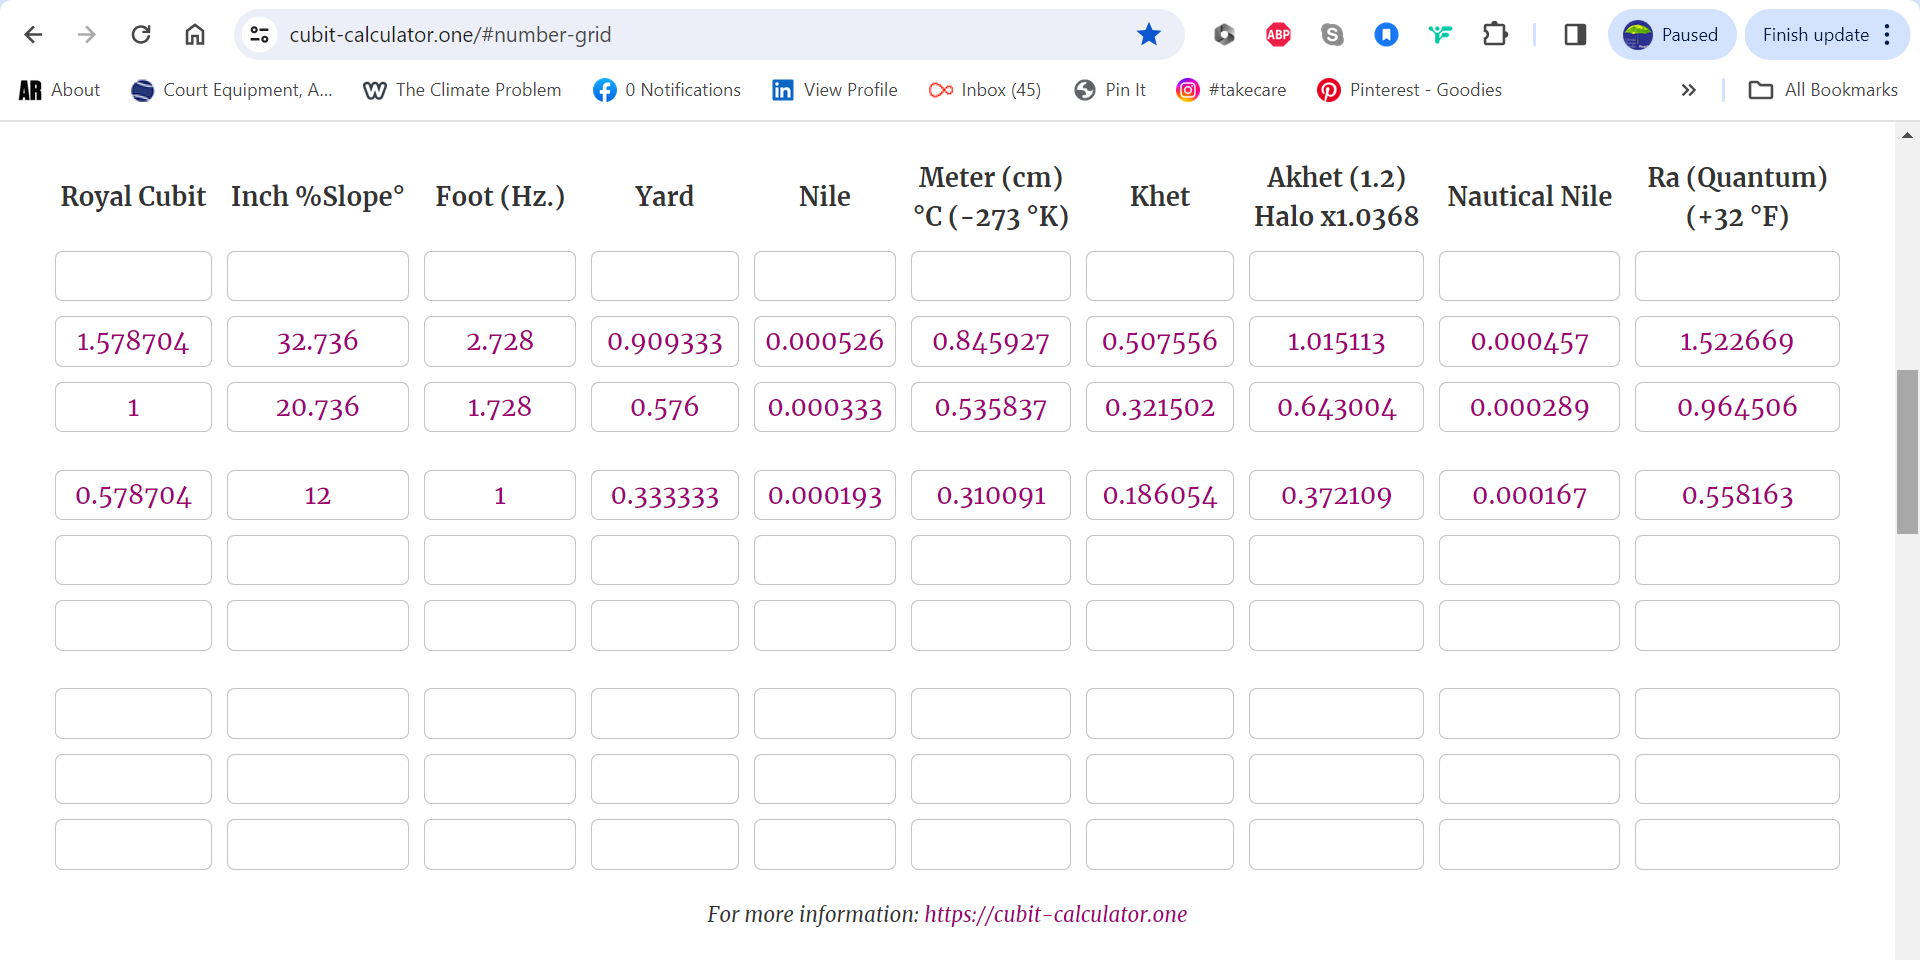 cubit-calculator.one/#number-grid
ABP
Paused
Finish update
AR About
Court Equipment, A...
The Climate Problem
0 Notifications
View Profile
Inbox (45)
Pin It
#takecare
Pinterest - Goodies
All Bookmarks
Royal Cubit Inch %Slope° Foot (Hz.) Yard Nile Meter (cm) °C (-273 °K) Khet Akhet (1.2) Halo x1.0368 Nautical Nile Ra (Quantum) (+32 °F)
1.578704 32.736 2.728 0.909333 0.000526 0.845927 0.507556 1.015113 0.000457 1.522669
1 20.736 1.728 0.576 0.000333 0.535837 0.321502 0.643004 0.000289 0.964506
0.578704 12 1 0.333333 0.000193 0.310091 0.186054 0.372109 0.000167 0.558163
For more information: https://cubit-calculator.one